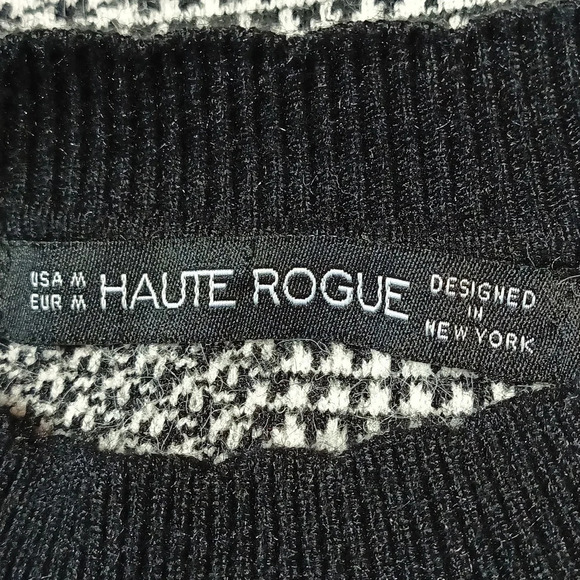 USA M
EUR M
HAUTE ROGUE
DESIGNED
IN
NEW YORK